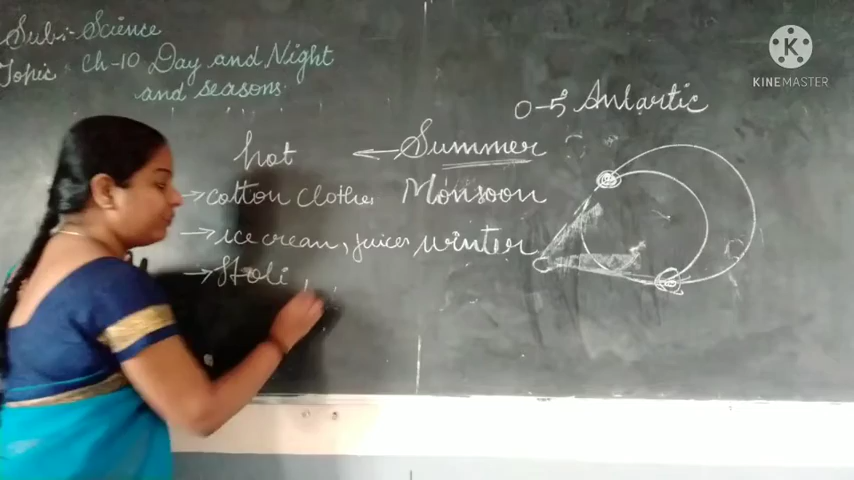 Sub:- Science
Topic : Ch-10 Day and Night
and seasons.
K
KINEMASTER
0-5 Antartic
hot ← Summer
→ cotton clothes Monsoon
→ ice cream, juices winter
→ Holi